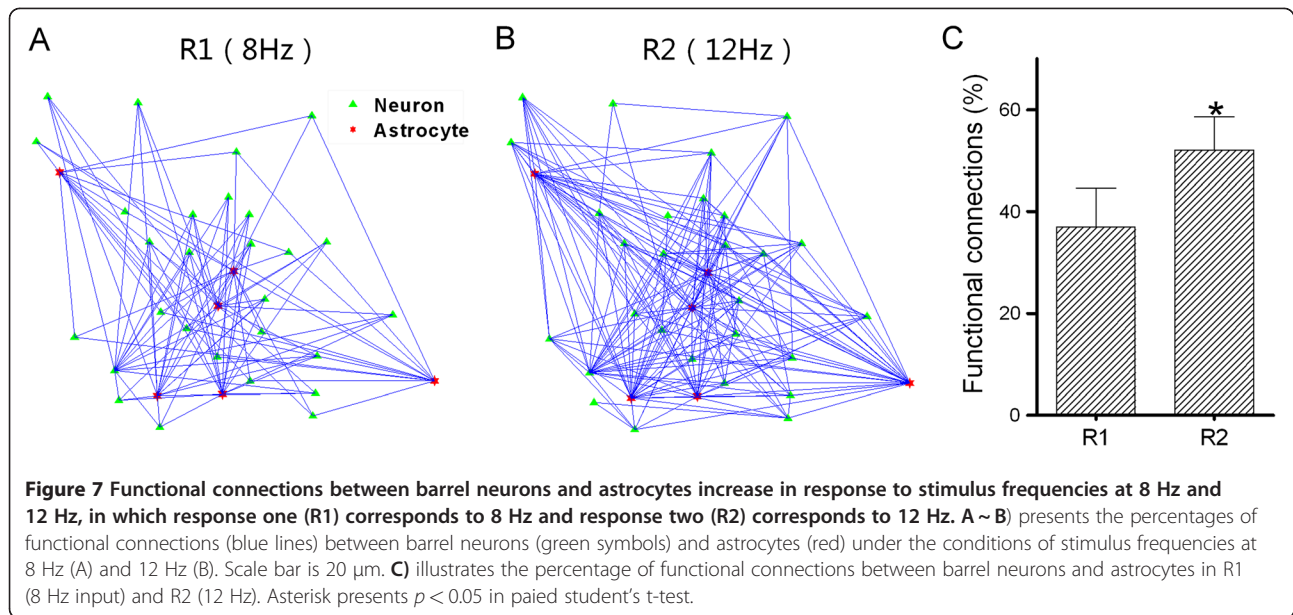 A
R1 ( 8Hz)
Neuron
Astrocyte
B
R2 ( 12Hz)
C
Functional connections (%)
60
40
20
0
*
R1
R2
Figure 7 Functional connections between barrel neurons and astrocytes increase in response to stimulus frequencies at 8 Hz and
12 Hz, in which response one (R1) corresponds to 8 Hz and response two (R2) corresponds to 12 Hz. A ~ B) presents the percentages of
functional connections (blue lines) between barrel neurons (green symbols) and astrocytes (red) under the conditions of stimulus frequencies at
8 Hz (A) and 12 Hz (B). Scale bar is 20 μm. C) illustrates the percentage of functional connections between barrel neurons and astrocytes in R1
(8 Hz input) and R2 (12 Hz). Asterisk presents p < 0.05 in paied student's t-test.